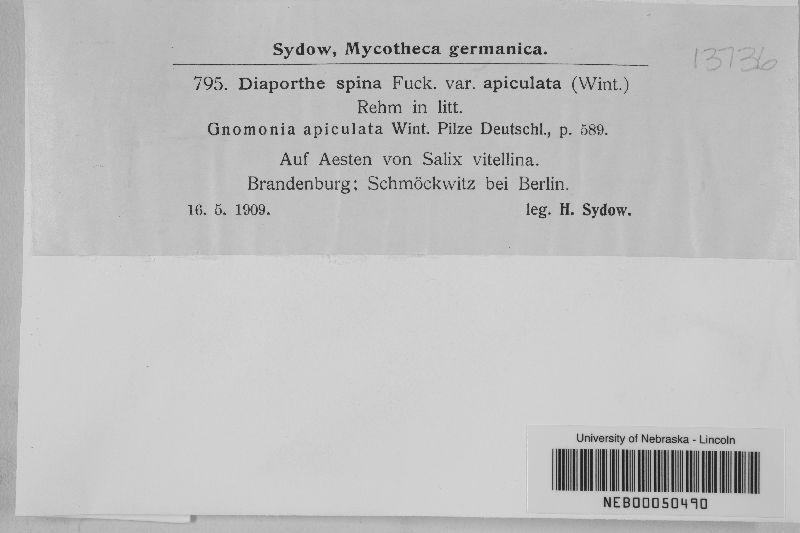 Sydow, Mycotheca germanica.
13736
795. Diaporthe spina Fuck. var. apiculata (Wint.)
Rehm in litt.
Gnomonia apiculata Wint. Pilze Deutschl., p. 589.
Auf Aesten von Salix vitellina.
Brandenburg: Schmöckwitz bei Berlin.
16. 5. 1909. leg. H. Sydow.
University of Nebraska - Lincoln
NEB00050490